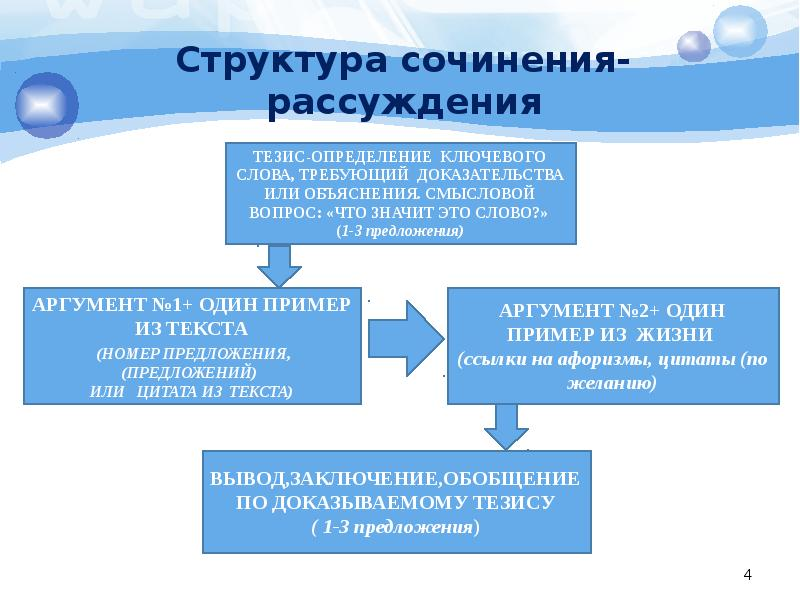 Структура сочинения-
рассуждения
ТЕЗИС-ОПРЕДЕЛЕНИЕ КЛЮЧЕВОГО
СЛОВА, ТРЕБУЮЩИЙ ДОКАЗАТЕЛЬСТВА
ИЛИ ОБЪЯСНЕНИЯ. СМЫСЛОВОЙ
ВОПРОС: «ЧТО ЗНАЧИТ ЭТО СЛОВО?»
(1-3 предложения)
АРГУМЕНТ №1+ ОДИН ПРИМЕР
ИЗ ТЕКСТА
(НОМЕР ПРЕДЛОЖЕНИЯ,
(ПРЕДЛОЖЕНИЙ)
ИЛИ ЦИТАТА ИЗ ТЕКСТА)
АРГУМЕНТ №2+ ОДИН
ПРИМЕР ИЗ ЖИЗНИ
(ссылки на афоризмы, цитаты (по
желанию)
ВЫВОД,ЗАКЛЮЧЕНИЕ,ОБОБЩЕНИЕ
ПО ДОКАЗЫВАЕМОМУ ТЕЗИСУ
( 1-3 предложения)
4